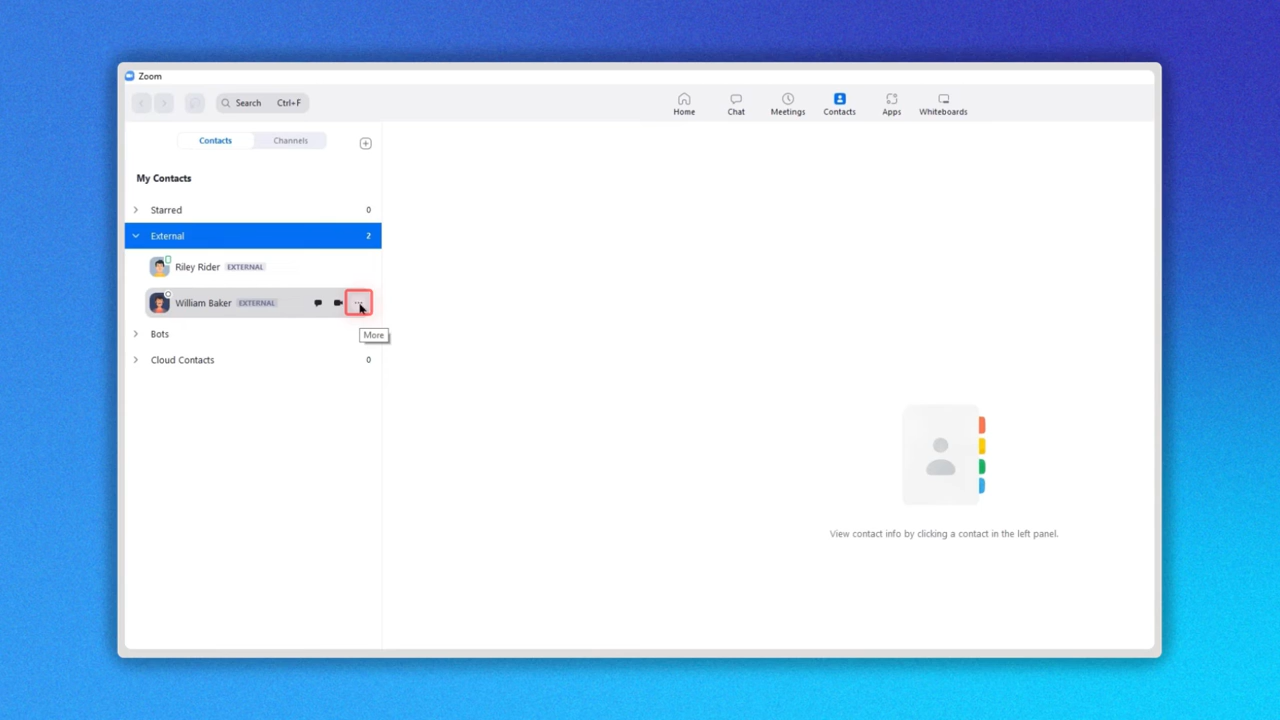 Zoom
Search Ctrl+F
Home
Chat
Meetings
Contacts
Apps
Whiteboards
Contacts
Channels
My Contacts
Starred 0
External 2
Riley Rider EXTERNAL
William Baker EXTERNAL
Bots
More
Cloud Contacts 0
View contact info by clicking a contact in the left panel.